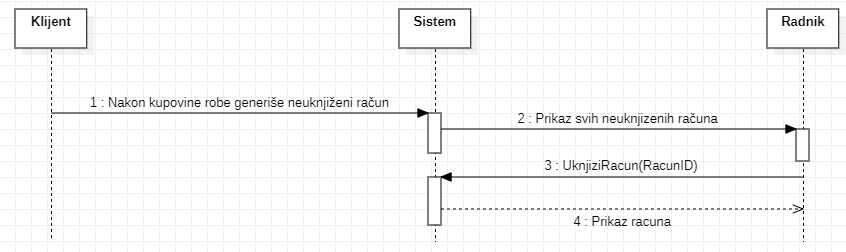 Klijent
Sistem
Radnik
1 : Nakon kupovine robe generiše neuknjiženi račun
2 : Prikaz svih neuknjizenih računa
3 : UknjiziRacun(RacunID)
4 : Prikaz racuna